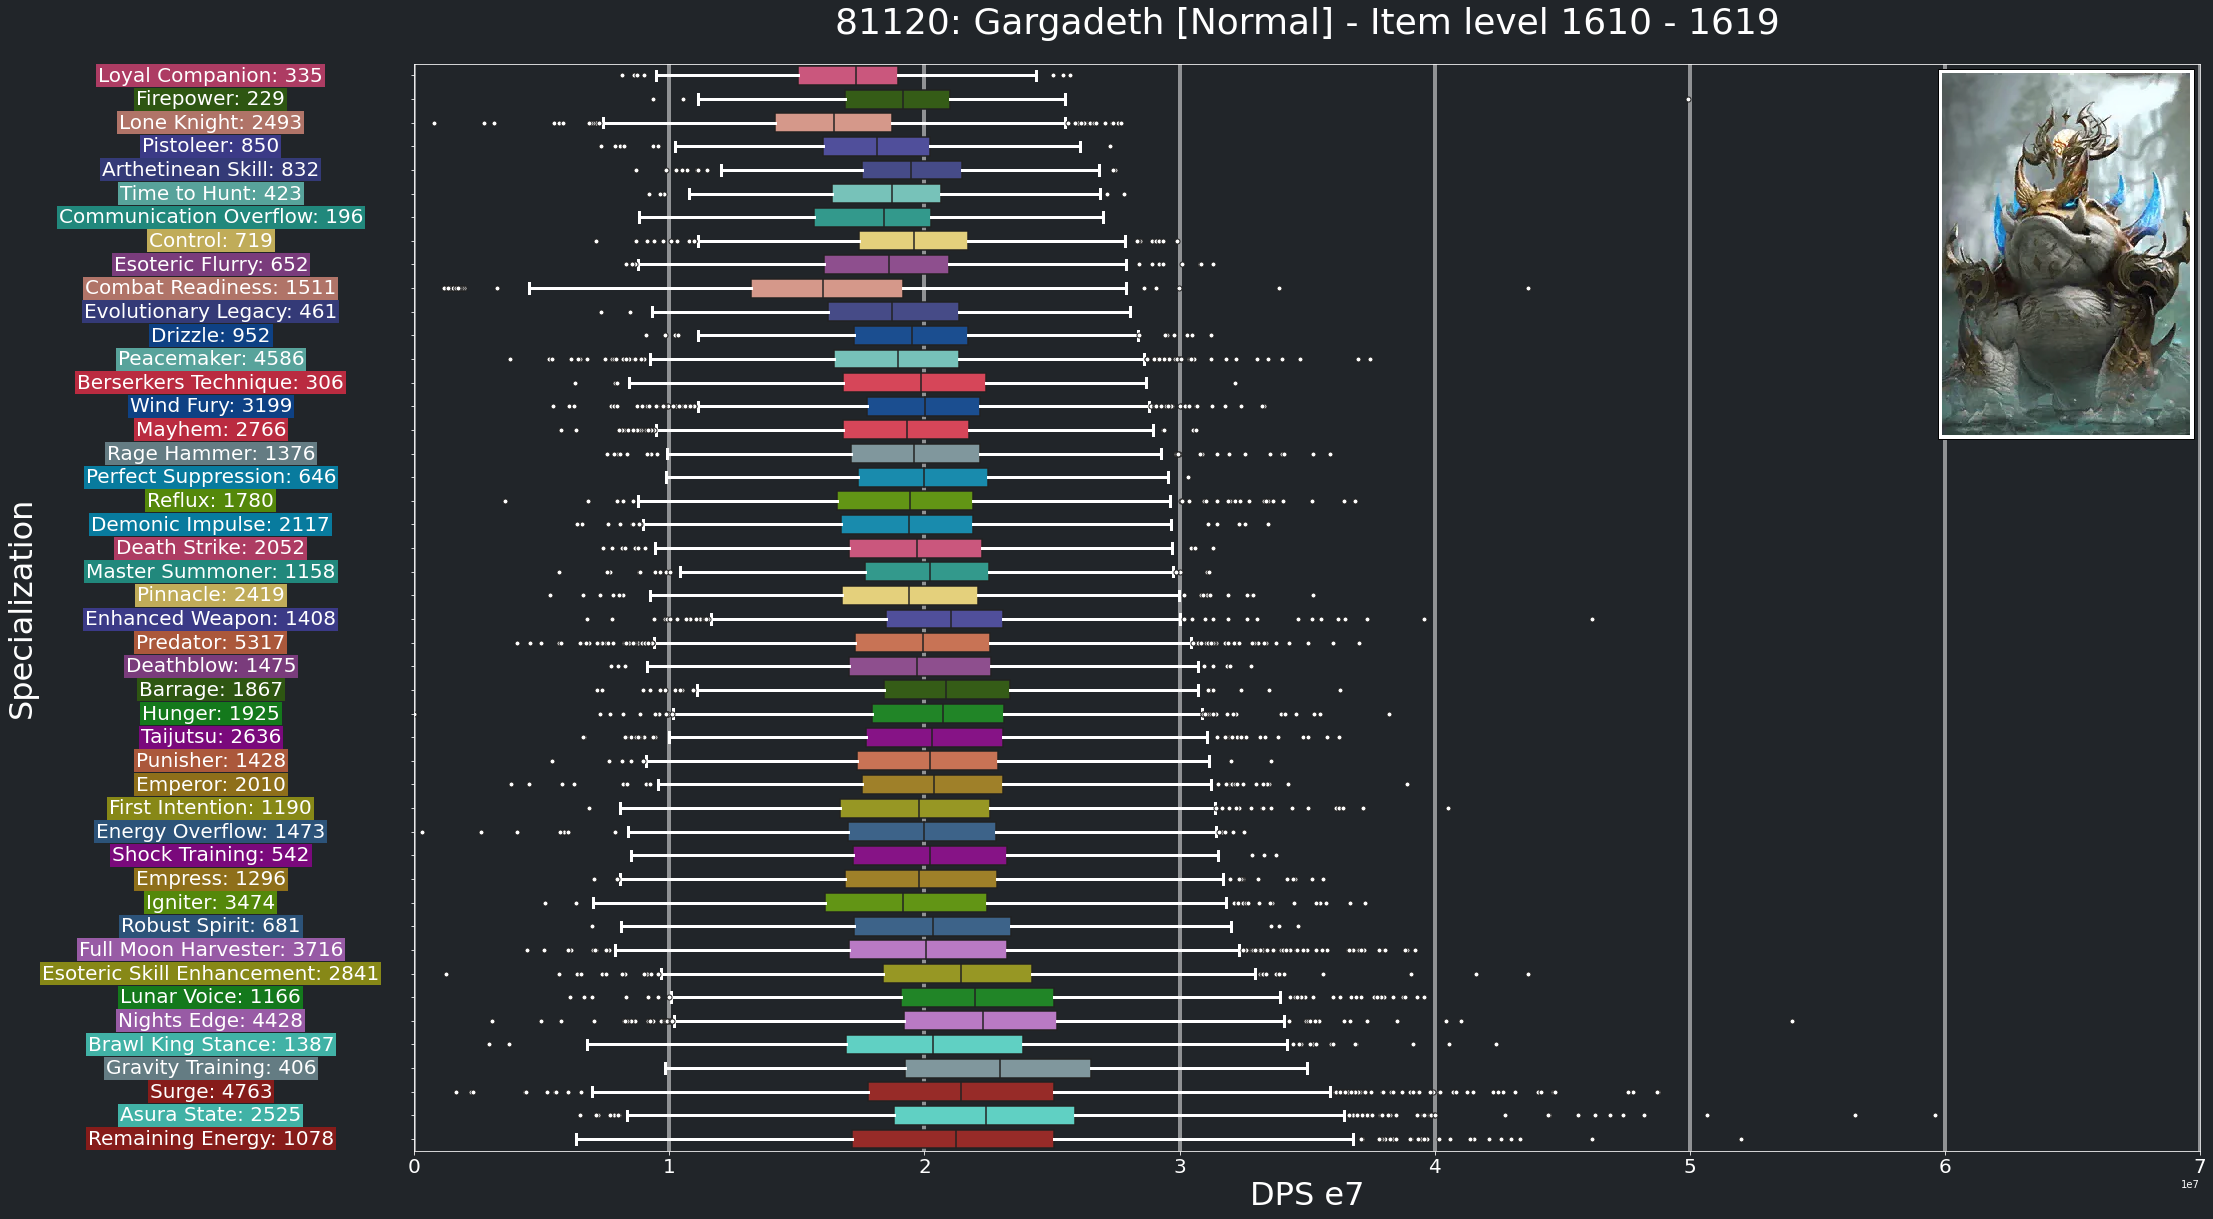 81120: Gargadeth [Normal] - Item level 1610 - 1619
Loyal Companion: 335
Firepower: 229
Lone Knight: 2493
Pistoleer: 850
Arthetinean Skill: 832
Time to Hunt: 423
Communication Overflow: 196
Control: 719
Esoteric Flurry: 652
Combat Readiness: 1511
Evolutionary Legacy: 461
Drizzle: 952
Peacemaker: 4586
Berserkers Technique: 306
Wind Fury: 3199
Mayhem: 2766
Rage Hammer: 1376
Perfect Suppression: 646
Reflux: 1780
Demonic Impulse: 2117
Death Strike: 2052
Master Summoner: 1158
Pinnacle: 2419
Enhanced Weapon: 1408
Predator: 5317
Deathblow: 1475
Barrage: 1867
Hunger: 1925
Taijutsu: 2636
Punisher: 1428
Emperor: 2010
First Intention: 1190
Energy Overflow: 1473
Shock Training: 542
Empress: 1296
Igniter: 3474
Robust Spirit: 681
Full Moon Harvester: 3716
Esoteric Skill Enhancement: 2841
Lunar Voice: 1166
Nights Edge: 4428
Brawl King Stance: 1387
Gravity Training: 406
Surge: 4763
Asura State: 2525
Remaining Energy: 1078
Specialization
0 1 2 3 4 5 6 7
1e7
DPS e7